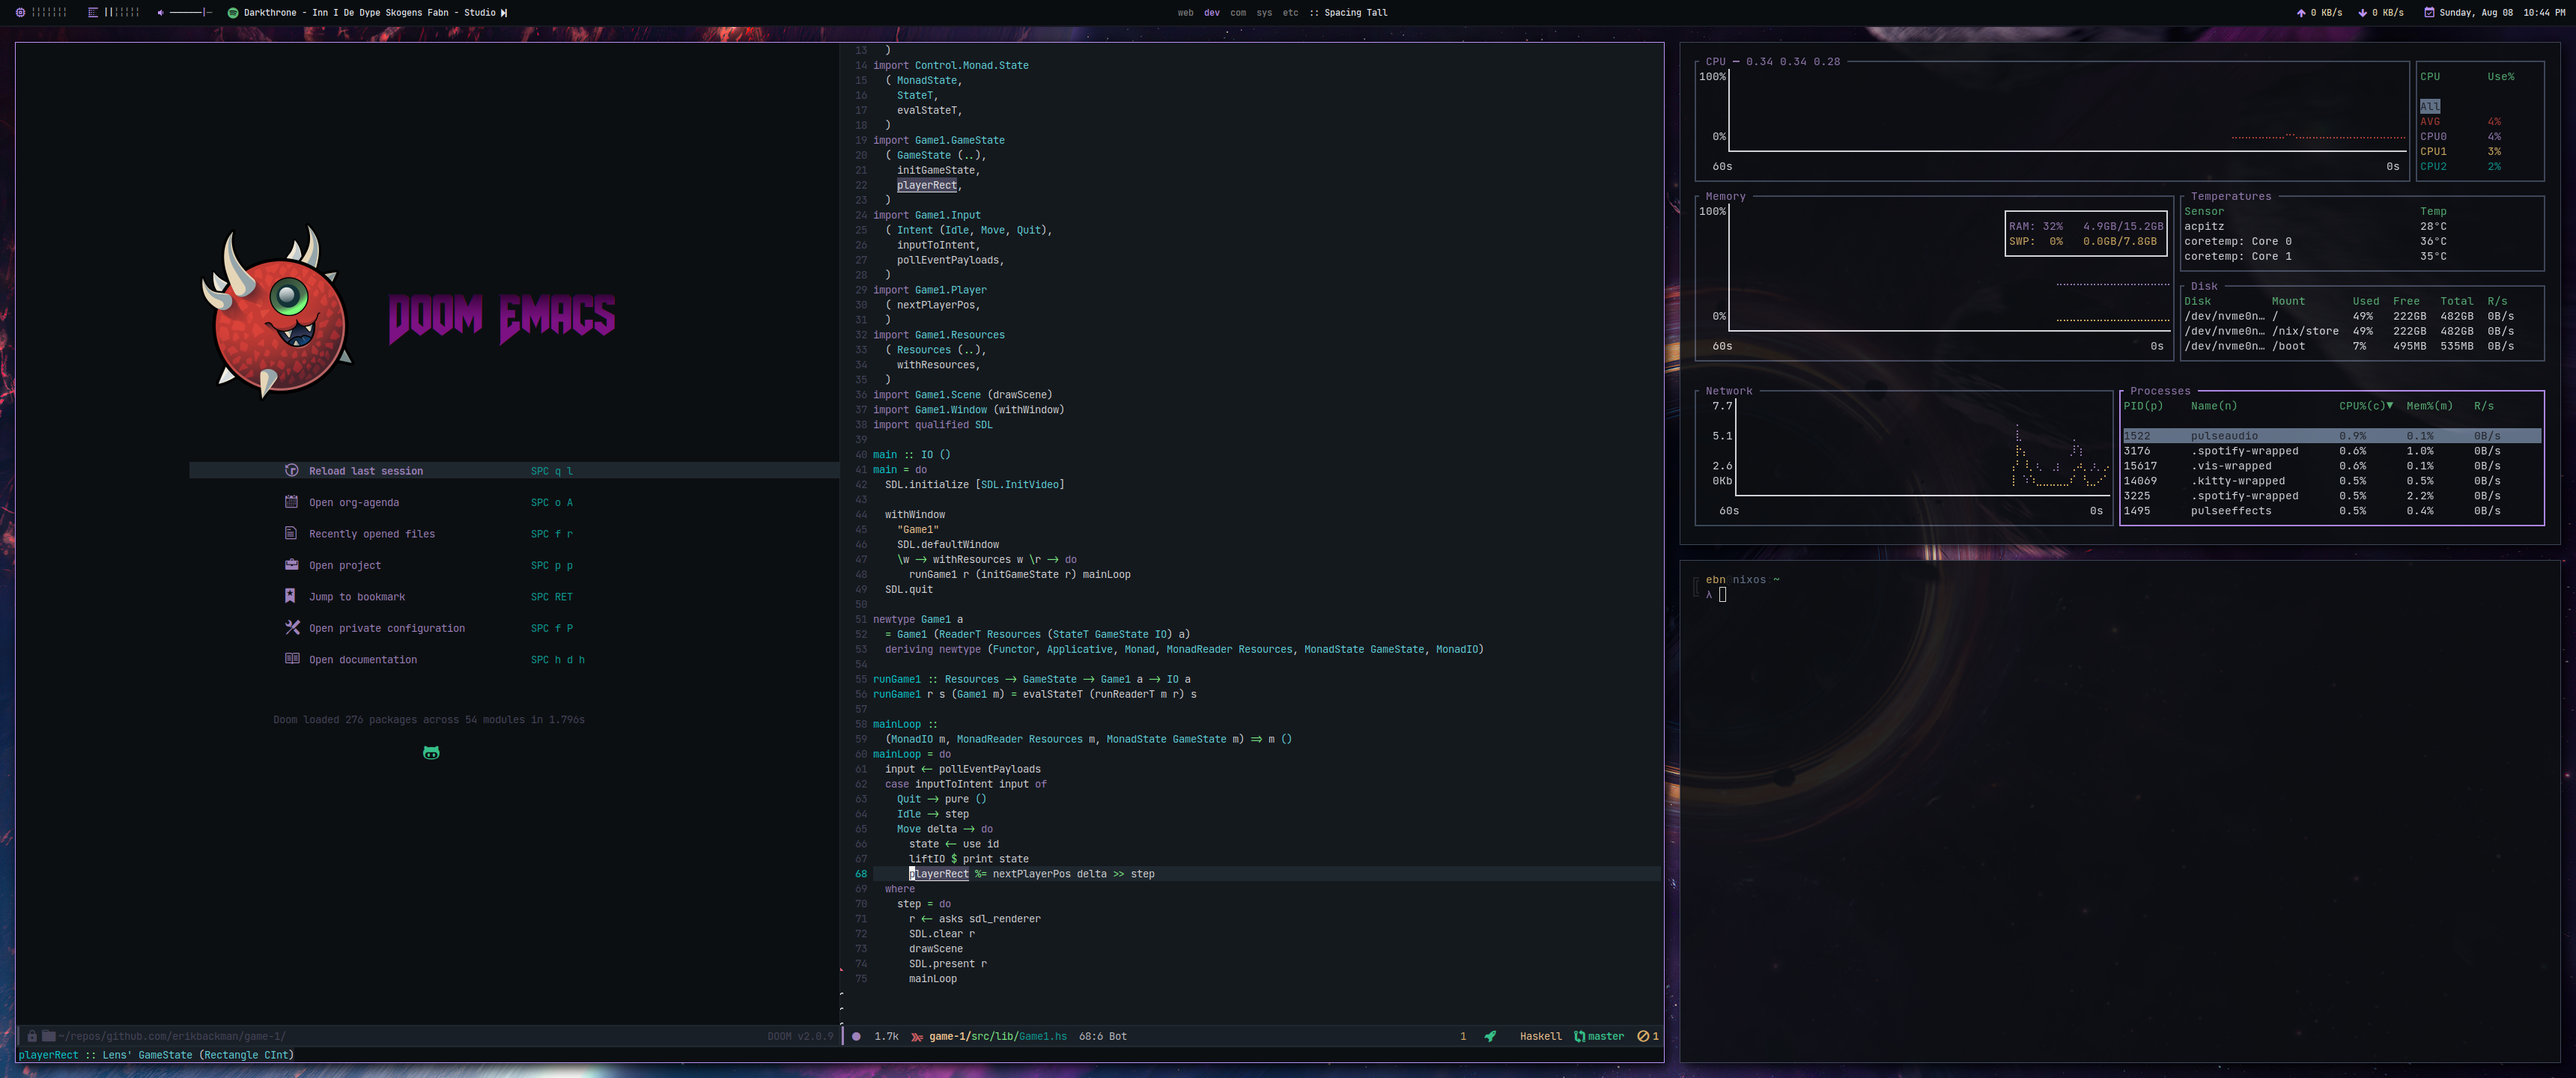 Darkthrone - Inn I De Dype Skogens Fabn - Studio
web dev com sys etc :: Spacing Tall
0 KB/s 0 KB/s Sunday, Aug 08 10:44 PM
DOOM EMACS
Reload last session SPC q l
Open org-agenda SPC o A
Recently opened files SPC f r
Open project SPC p p
Jump to bookmark SPC RET
Open private configuration SPC f P
Open documentation SPC h d h
Doom loaded 276 packages across 54 modules in 1.796s
~/repos/github.com/erikbackman/game-1/ DOOM v2.0.9
13 )
14 import Control.Monad.State
15 ( MonadState,
16 StateT,
17 evalStateT,
18 )
19 import Game1.GameState
20 ( GameState (..),
21 initGameState,
22 playerRect,
23 )
24 import Game1.Input
25 ( Intent (Idle, Move, Quit),
26 inputToIntent,
27 pollEventPayloads,
28 )
29 import Game1.Player
30 ( nextPlayerPos,
31 )
32 import Game1.Resources
33 ( Resources (..),
34 withResources,
35 )
36 import Game1.Scene (drawScene)
37 import Game1.Window (withWindow)
38 import qualified SDL
39
40 main :: IO ()
41 main = do
42 SDL.initialize [SDL.InitVideo]
43
44 withWindow
45 "Game1"
46 SDL.defaultWindow
47 \w → withResources w \r → do
48 runGame1 r (initGameState r) mainLoop
49 SDL.quit
50
51 newtype Game1 a
52 = Game1 (ReaderT Resources (StateT GameState IO) a)
53 deriving newtype (Functor, Applicative, Monad, MonadReader Resources, MonadState GameState, MonadIO)
54
55 runGame1 :: Resources → GameState → Game1 a → IO a
56 runGame1 r s (Game1 m) = evalStateT (runReaderT m r) s
57
58 mainLoop ::
59 (MonadIO m, MonadReader Resources m, MonadState GameState m) ⇒ m ()
60 mainLoop = do
61 input ← pollEventPayloads
62 case inputToIntent input of
63 Quit → pure ()
64 Idle → step
65 Move delta → do
66 state ← use id
67 liftIO $ print state
68 playerRect %= nextPlayerPos delta >> step
69 where
70 step = do
71 r ← asks sdl_renderer
72 SDL.clear r
73 drawScene
74 SDL.present r
75 mainLoop
1.7k game-1/src/lib/Game1.hs 68:6 Bot 1 Haskell master 1
playerRect :: Lens' GameState (Rectangle CInt)
CPU — 0.34 0.34 0.28
100%
0%
60s 0s
CPU Use%
All
AVG 4%
CPU0 4%
CPU1 3%
CPU2 2%
Memory
100%
RAM: 32% 4.9GB/15.2GB
SWP: 0% 0.0GB/7.8GB
0%
60s 0s
Temperatures
Sensor Temp
acpitz 28°C
coretemp: Core 0 36°C
coretemp: Core 1 35°C
Disk
Disk Mount Used Free Total R/s
/dev/nvme0n… / 49% 222GB 482GB 0B/s
/dev/nvme0n… /nix/store 49% 222GB 482GB 0B/s
/dev/nvme0n… /boot 7% 495MB 535MB 0B/s
Network
7.7
5.1
2.6
0Kb
60s 0s
Processes
PID(p) Name(n) CPU%(c)▼ Mem%(m) R/s
1522 pulseaudio 0.9% 0.1% 0B/s
3176 .spotify-wrapped 0.6% 1.0% 0B/s
15617 .vis-wrapped 0.6% 0.1% 0B/s
14069 .kitty-wrapped 0.5% 0.5% 0B/s
3225 .spotify-wrapped 0.5% 2.2% 0B/s
1495 pulseeffects 0.5% 0.4% 0B/s
ebn nixos ~
λ